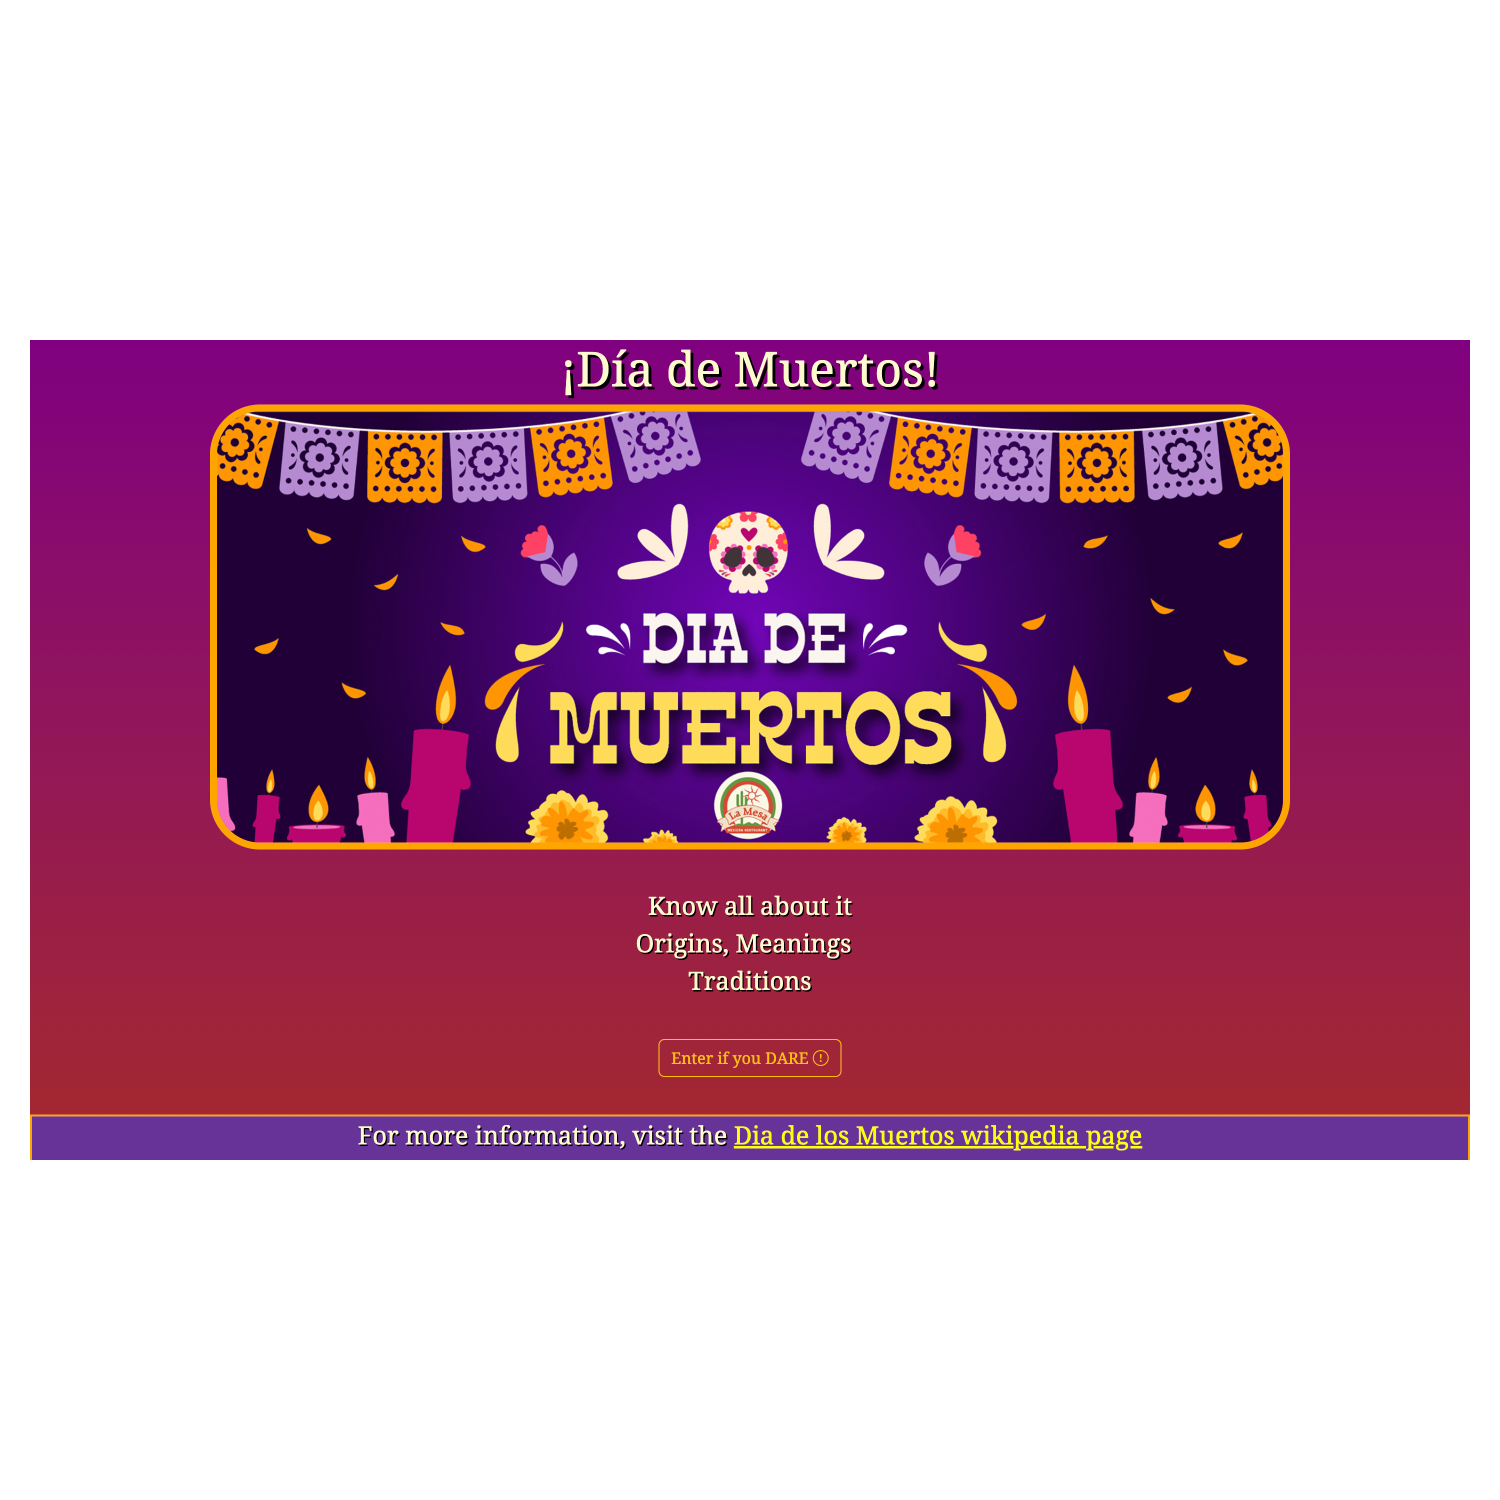 ¡Día de Muertos!
DIA DE
MUERTOS
La Mesa
MEXICAN RESTAURANT
Know all about it
Origins, Meanings
Traditions
Enter if you DARE
For more information, visit the Dia de los Muertos wikipedia page